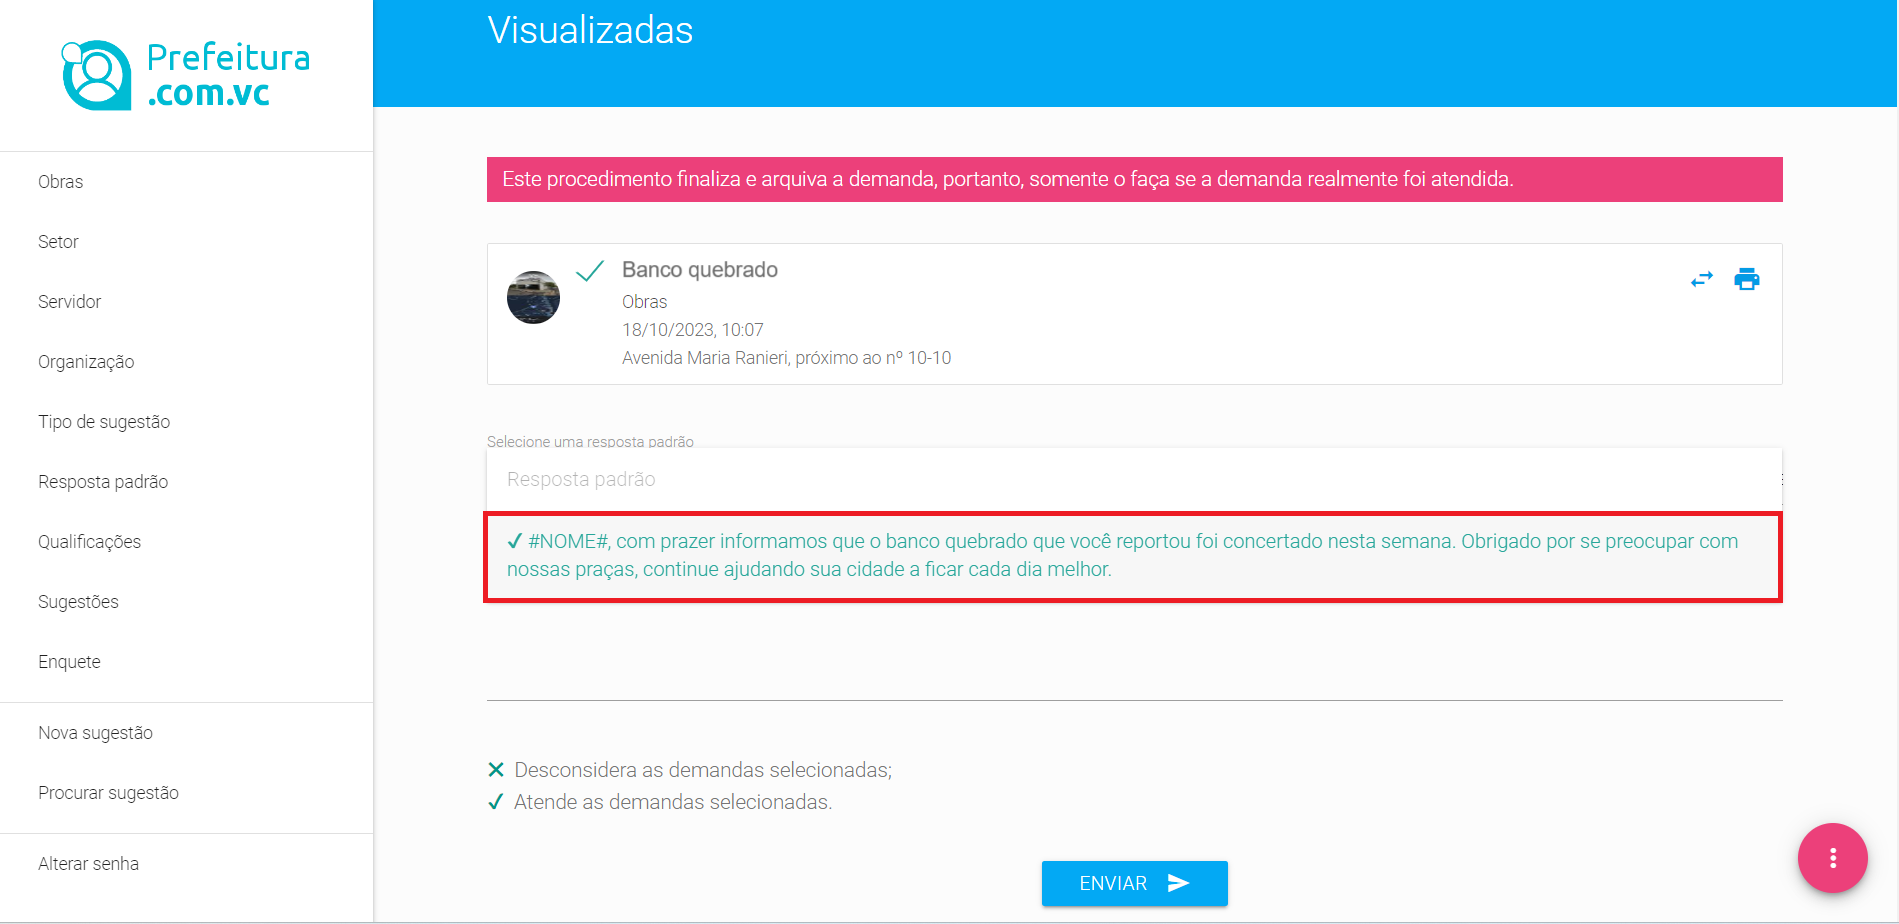 Prefeitura
.com.vc
Obras
Setor
Servidor
Organização
Tipo de sugestão
Resposta padrão
Qualificações
Sugestões
Enquete
Nova sugestão
Procurar sugestão
Alterar senha
Visualizadas
Este procedimento finaliza e arquiva a demanda, portanto, somente o faça se a demanda realmente foi atendida.
Banco quebrado
Obras
18/10/2023, 10:07
Avenida Maria Ranieri, próximo ao nº 10-10
Selecione uma resposta padrão
Resposta padrão
✓ #NOME#, com prazer informamos que o banco quebrado que você reportou foi concertado nesta semana. Obrigado por se preocupar com
nossas praças, continue ajudando sua cidade a ficar cada dia melhor.
✕ Desconsidera as demandas selecionadas;
✓ Atende as demandas selecionadas.
ENVIAR